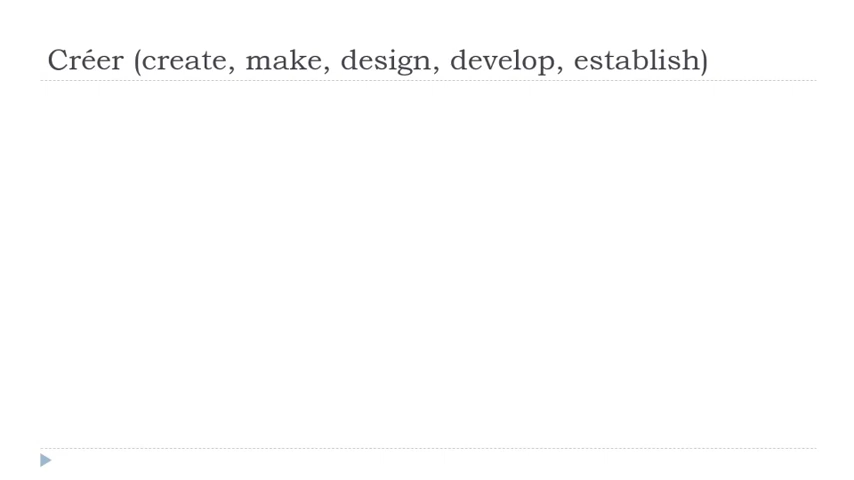 Créer (create, make, design, develop, establish)